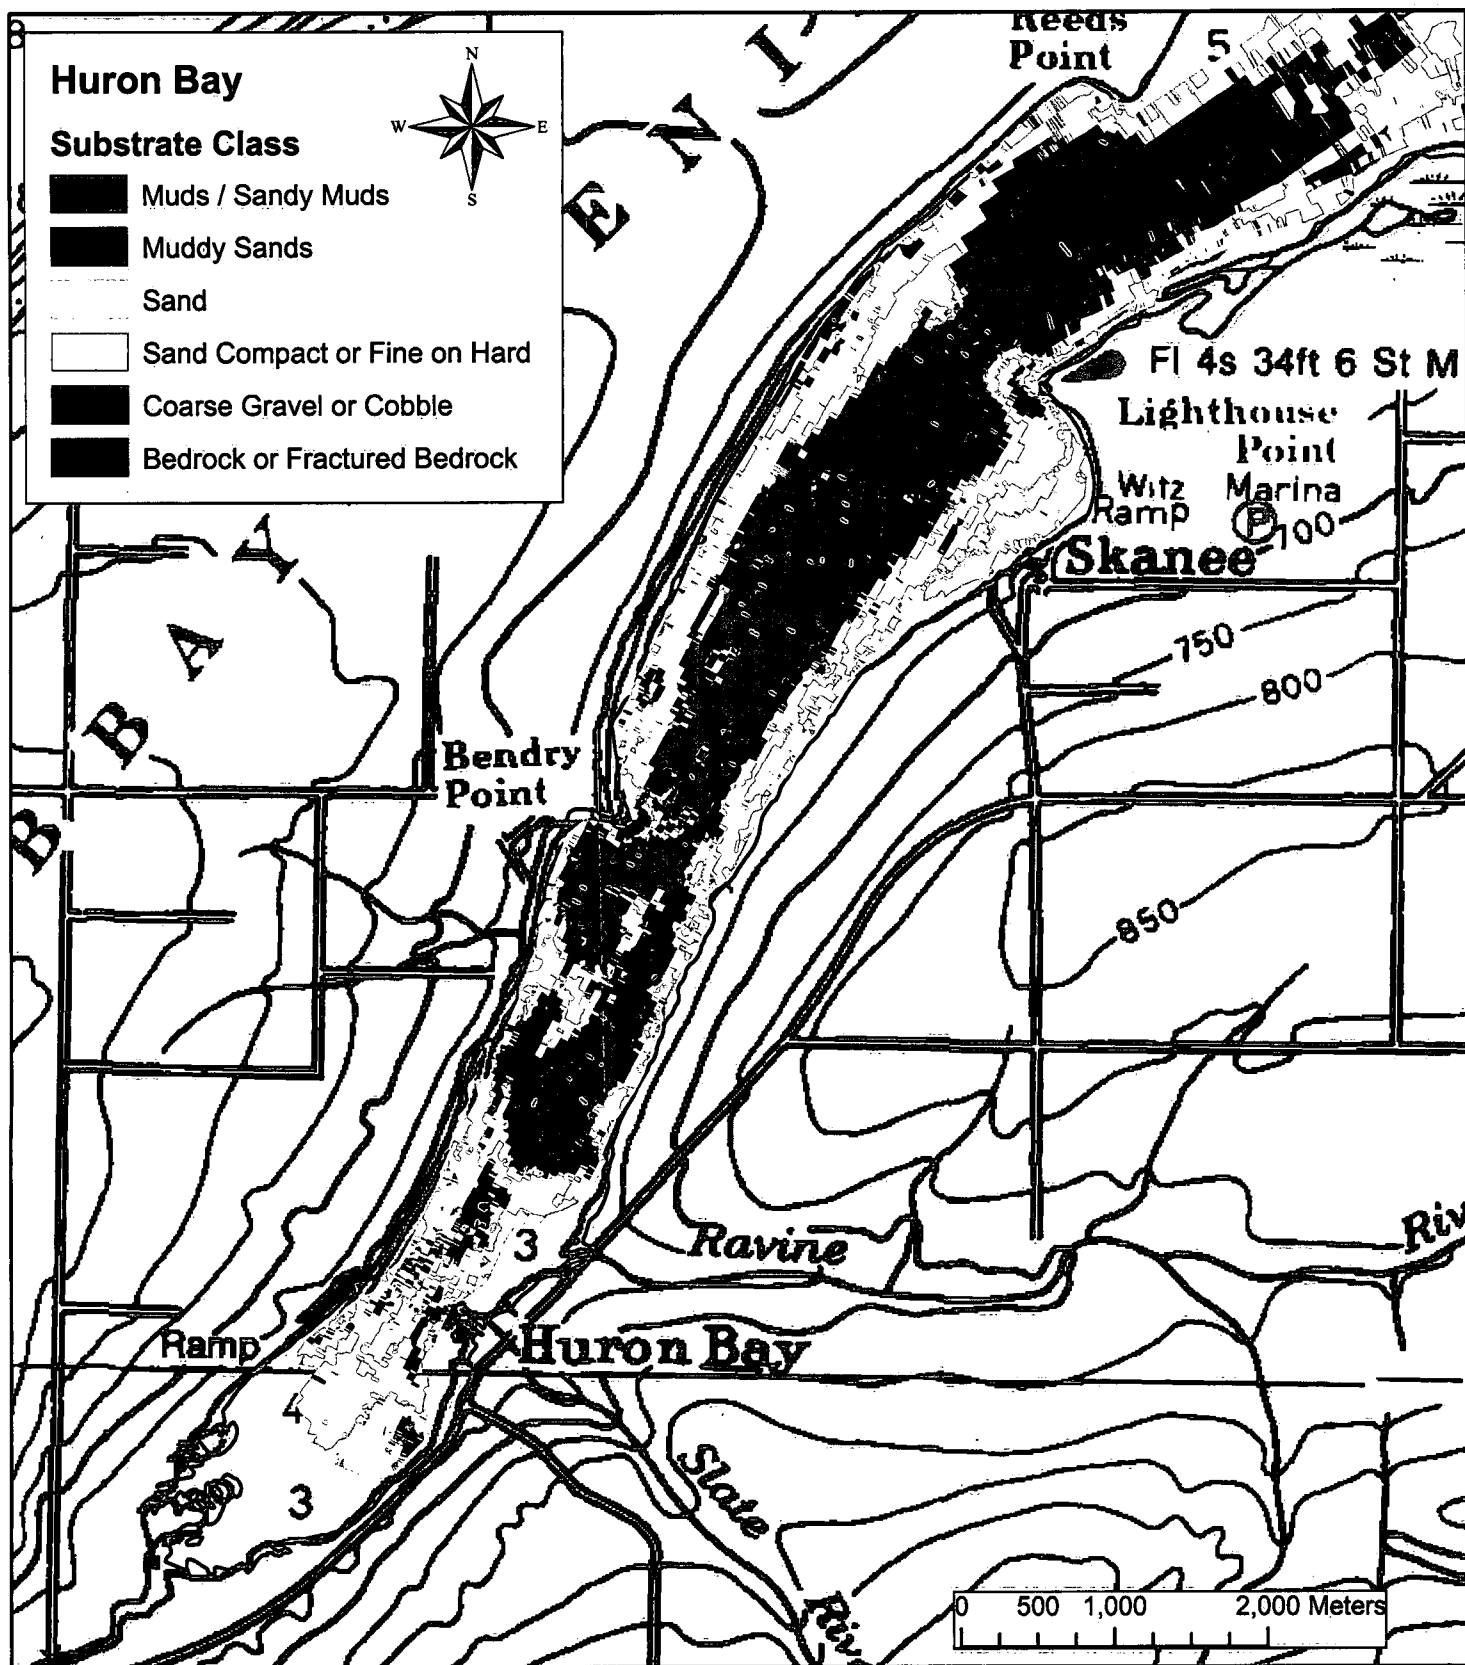 Huron Bay
N
W E
S
Substrate Class
Muds / Sandy Muds
Muddy Sands
Sand
Sand Compact or Fine on Hard
Coarse Gravel or Cobble
Bedrock or Fractured Bedrock
Reeds
Point
5
I
N
E
Fl 4s 34ft 6 St M
Lighthouse
Point
Witz Marina
Ramp P
700
Skanee
Y
A
B
B
750
800
850
Bendry
Point
3
Ravine
Riv
Ramp
Huron Bay
4
3
Slate
Riv
0 500 1,000 2,000 Meters